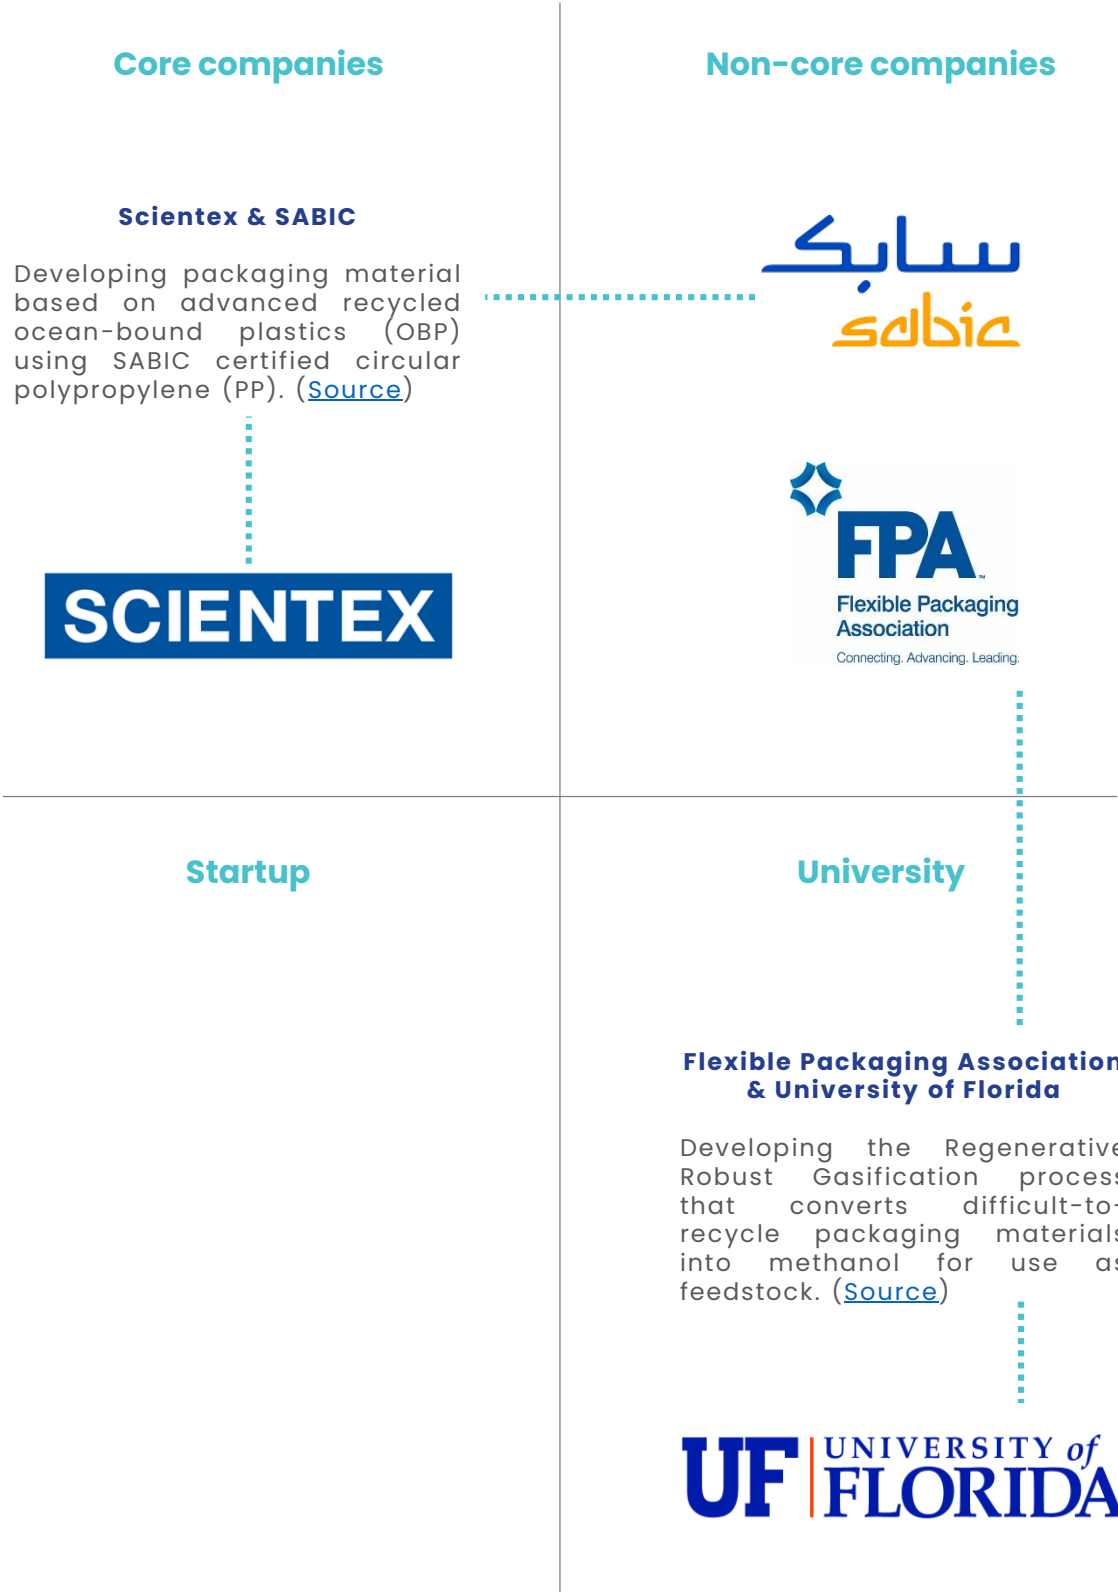 Core companies
Non-core companies
Scientex & SABIC
Developing packaging material
based on advanced recycled
ocean-bound plastics (OBP)
using SABIC certified circular
polypropylene (PP). (Source)
سابك
sabic
FPA™
Flexible Packaging
Association
Connecting. Advancing. Leading.
SCIENTEX
Startup
University
Flexible Packaging Association
& University of Florida
Developing the Regenerative
Robust Gasification process
that converts difficult-to-
recycle packaging materials
into methanol for use as
feedstock. (Source)
UF
UNIVERSITY of
FLORIDA